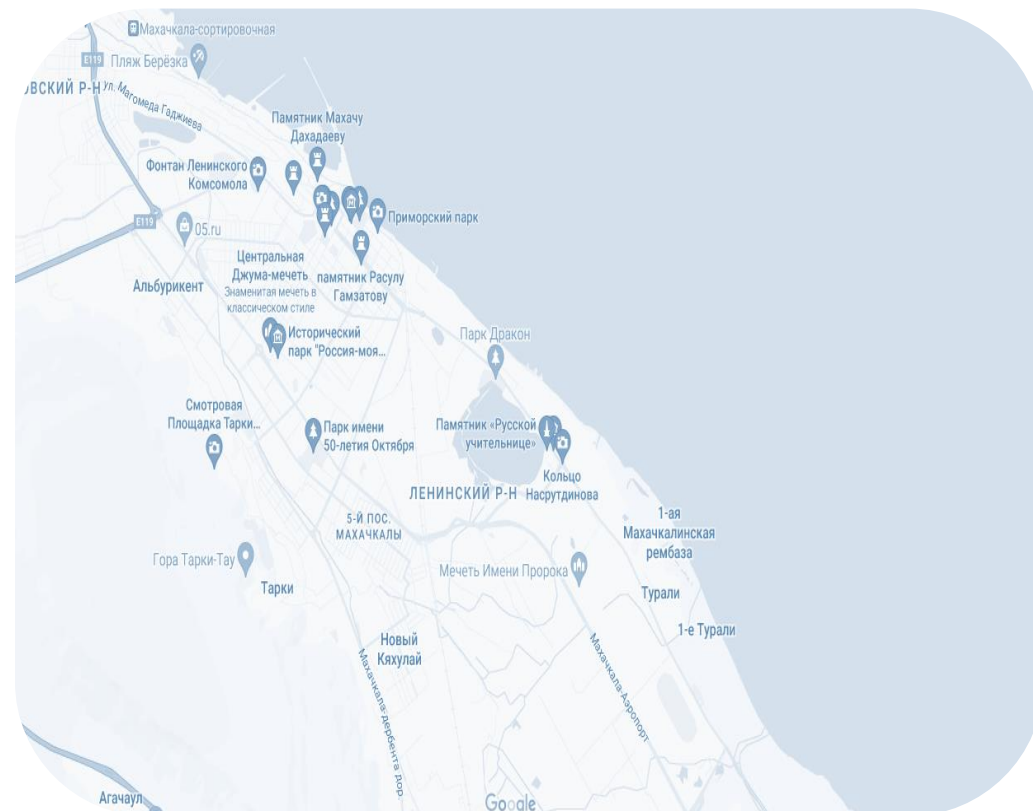 Махачкала-сортировочная
E119
Пляж Берёзка
ОВСКИЙ Р-Н
ул. Магомеда Гаджиева
Памятник Махачу
Дахадаеву
Фонтан Ленинского
Комсомола
Приморский парк
E119
05.ru
Центральная
Джума-мечеть
Знаменитая мечеть в
классическом стиле
памятник Расулу
Гамзатову
Альбурикент
Исторический
парк "Россия-моя...
Парк Дракон
Смотровая
Площадка Тарки...
Парк имени
50-летия Октября
Памятник «Русской
учительнице»
Кольцо
Насрутдинова
ЛЕНИНСКИЙ Р-Н
5-Й ПОС.
МАХАЧКАЛЫ
1-ая
Махачкалинская
рембаза
Гора Тарки-Тау
Тарки
Мечеть Имени Пророка
Турали
1-е Турали
Новый
Кяхулай
Махачкала-дербента дор.
Махачкала-Аэропорт
Агачаул
Google